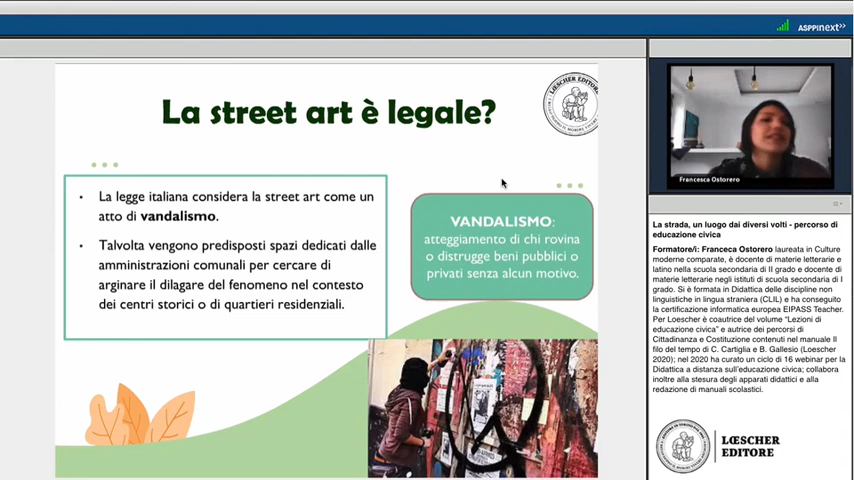 ASPPInext
La street art è legale?
LŒSCHER EDITORE
• La legge italiana considera la street art come un
atto di vandalismo.
• Talvolta vengono predisposti spazi dedicati dalle
amministrazioni comunali per cercare di
arginare il dilagare del fenomeno nel contesto
dei centri storici o di quartieri residenziali.
VANDALISMO:
atteggiamento di chi rovina
o distrugge beni pubblici o
privati senza alcun motivo.
Francesca Ostorero
La strada, un luogo dai diversi volti - percorso di
educazione civica
Formatore/i: Franceca Ostorero laureata in Culture
moderne comparate, è docente di materie letterarie e
latino nella scuola secondaria di II grado e docente di
materie letterarie negli istituti di scuola secondaria di I
grado. Si è formata in Didattica delle discipline non
linguistiche in lingua straniera (CLIL) e ha conseguito
la certificazione informatica europea EIPASS Teacher.
Per Loescher è coautrice del volume “Lezioni di
educazione civica” e autrice dei percorsi di
Cittadinanza e Costituzione contenuti nel manuale Il
filo del tempo di C. Cartiglia e B. Gallesio (Loescher
2020); nel 2020 ha curato un ciclo di 16 webinar per la
Didattica a distanza sull'educazione civica; collabora
inoltre alla stesura degli apparati didattici e alla
redazione di manuali scolastici.
LŒSCHER
EDITORE